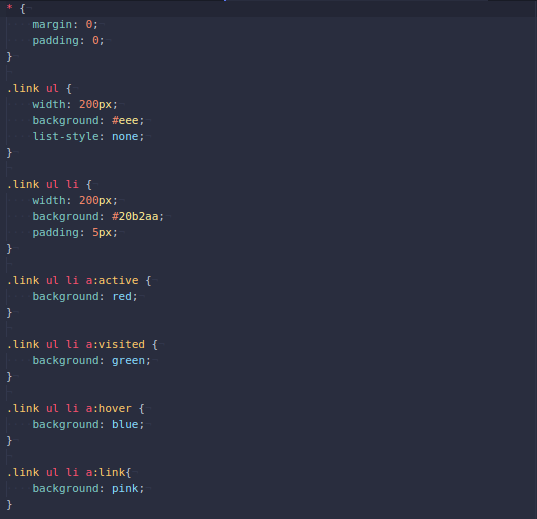 * {
margin: 0;
padding: 0;
}
.link ul {
width: 200px;
background: #eee;
list-style: none;
}
.link ul li {
width: 200px;
background: #20b2aa;
padding: 5px;
}
.link ul li a:active {
background: red;
}
.link ul li a:visited {
background: green;
}
.link ul li a:hover {
background: blue;
}
.link ul li a:link{
background: pink;
}